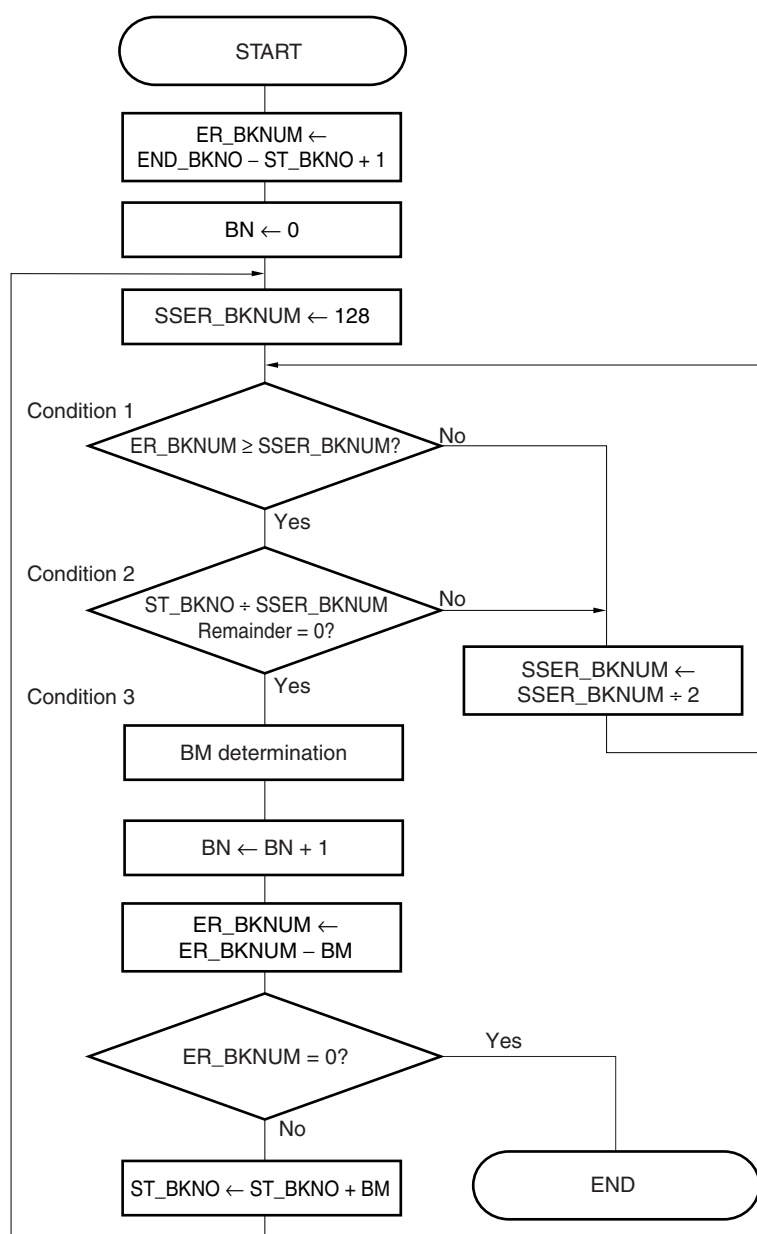 START
ER_BKNUM ←
END_BKNO – ST_BKNO + 1
BN ← 0
SSER_BKNUM ← 128
Condition 1
ER_BKNUM ≥ SSER_BKNUM?
No
Yes
Condition 2
ST_BKNO ÷ SSER_BKNUM
Remainder = 0?
No
Yes
SSER_BKNUM ←
SSER_BKNUM ÷ 2
Condition 3
BM determination
BN ← BN + 1
ER_BKNUM ←
ER_BKNUM – BM
ER_BKNUM = 0?
Yes
No
ST_BKNO ← ST_BKNO + BM
END